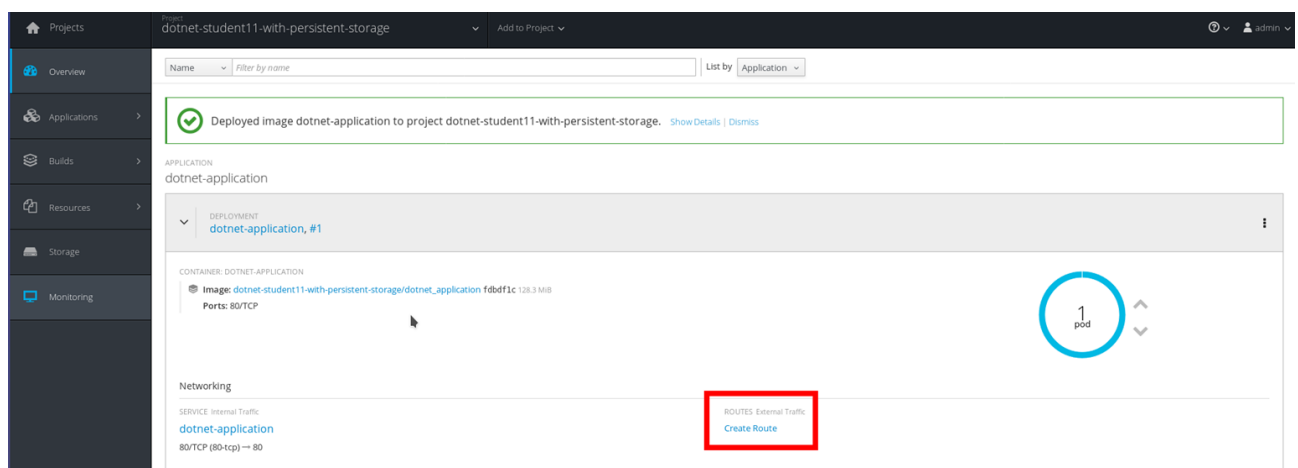 Projects
Project
dotnet-student11-with-persistent-storage
Add to Project
admin
Overview
Name
Filter by name
List by
Application
Applications
Deployed image dotnet-application to project dotnet-student11-with-persistent-storage. Show Details | Dismiss
Builds
APPLICATION
dotnet-application
Resources
DEPLOYMENT
dotnet-application, #1
Storage
CONTAINER: DOTNET-APPLICATION
Image: dotnet-student11-with-persistent-storage/dotnet_application fdbdf1c 128.3 MiB
Ports: 80/TCP
Monitoring
1
pod
Networking
SERVICE Internal Traffic
dotnet-application
80/TCP (80-tcp) → 80
ROUTES External Traffic
Create Route